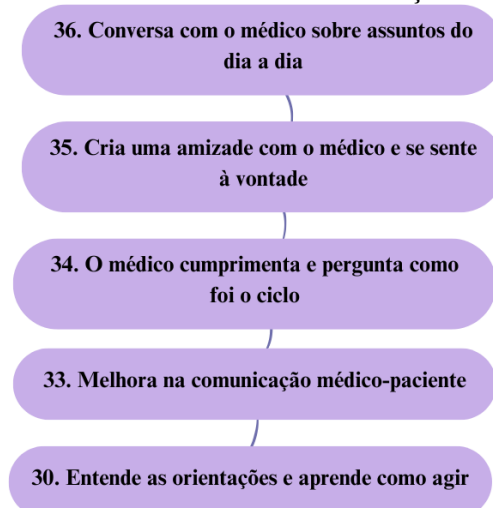 36. Conversa com o médico sobre assuntos do
dia a dia
35. Cria uma amizade com o médico e se sente
à vontade
34. O médico cumprimenta e pergunta como
foi o ciclo
33. Melhora na comunicação médico-paciente
30. Entende as orientações e aprende como agir